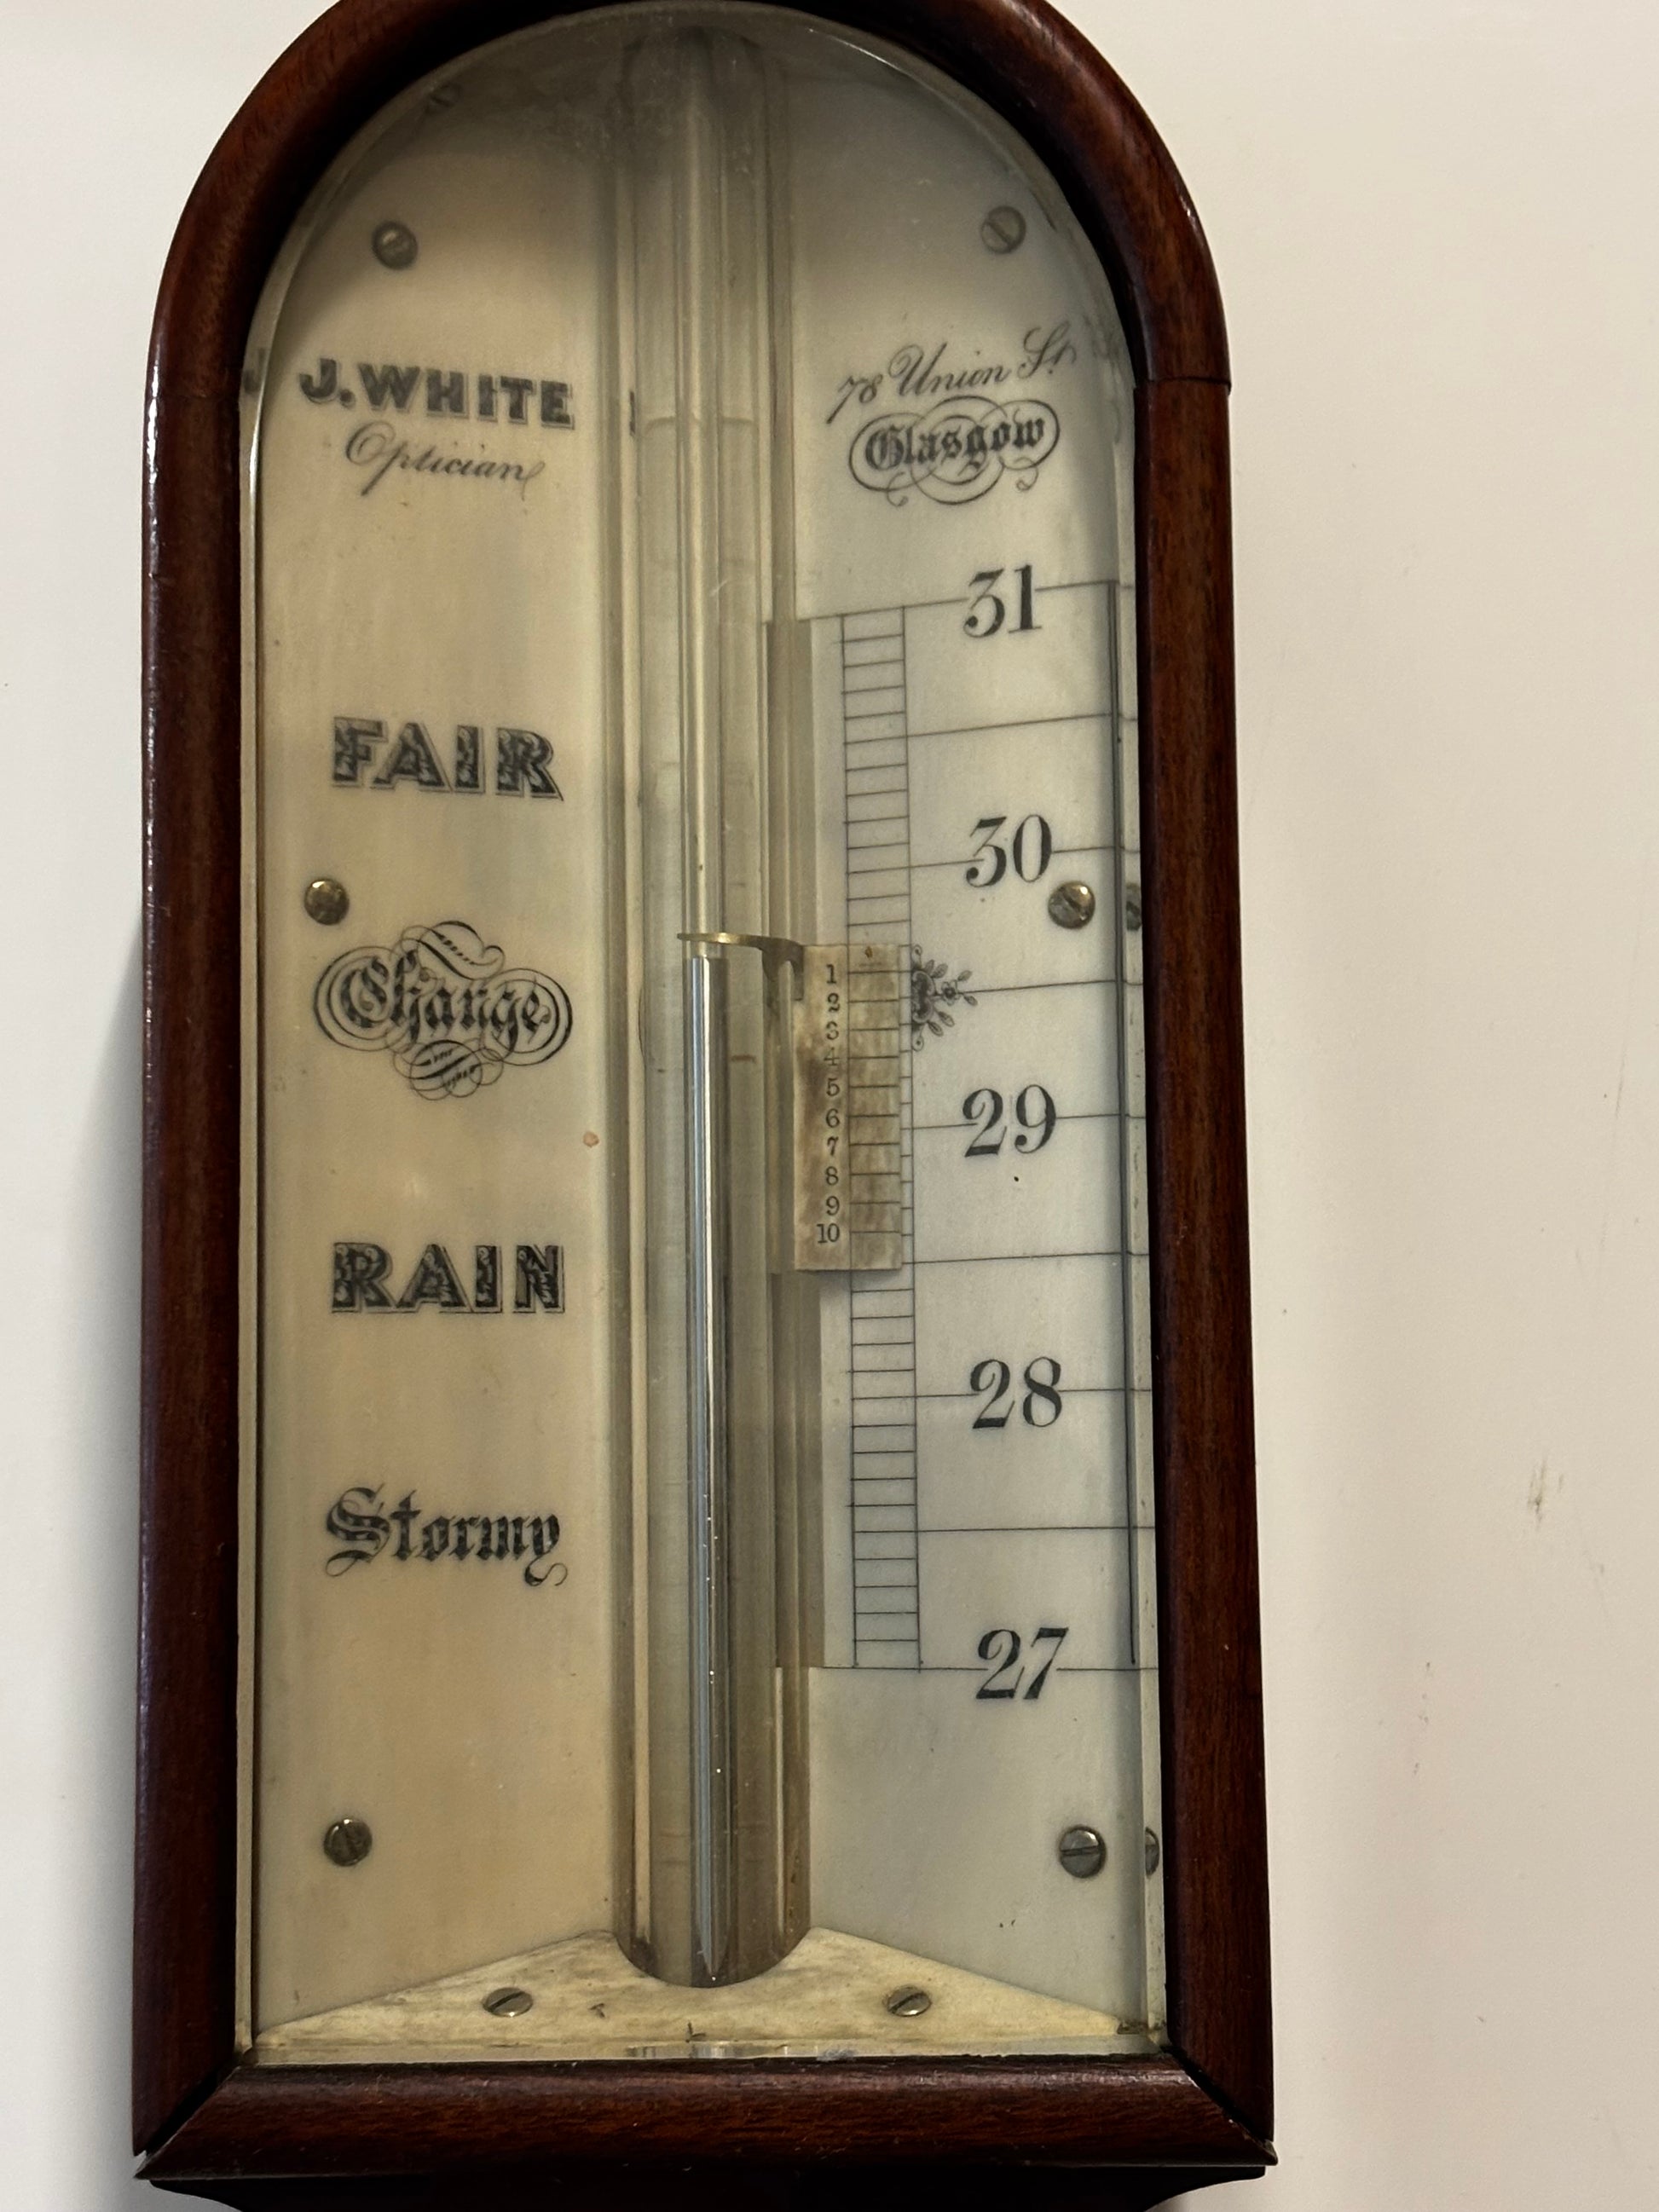 J. WHITE
Optician
78 Union St.
Glasgow
FAIR
Change
RAIN
Stormy
31
30
29
28
27
1
2
3
4
5
6
7
8
9
10